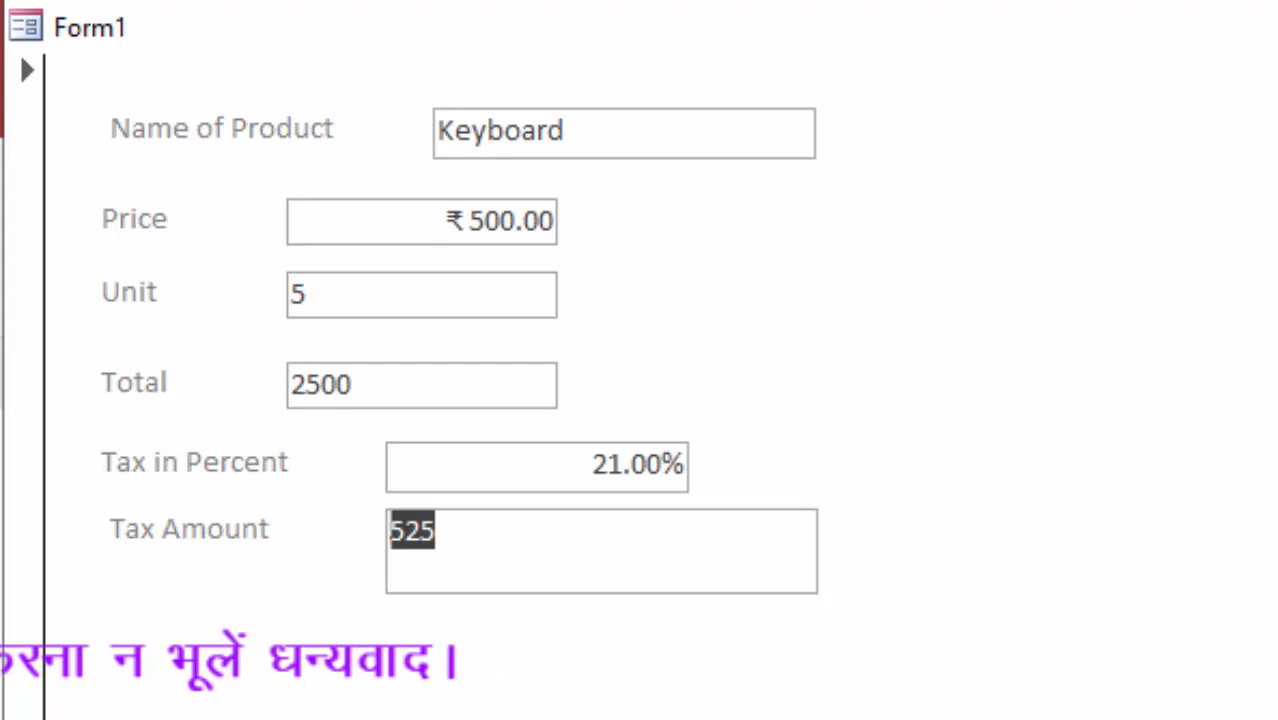 Form1
Name of Product Keyboard
Price ₹ 500.00
Unit 5
Total 2500
Tax in Percent 21.00%
Tax Amount 525
करना न भूलें धन्यवाद।